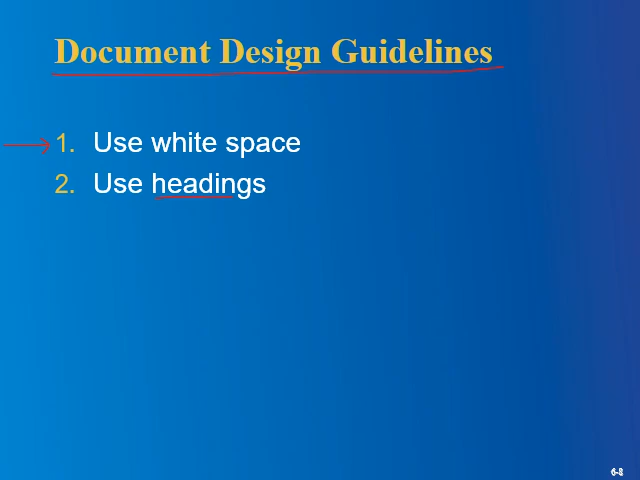 Document Design Guidelines
1. Use white space
2. Use headings
6-8